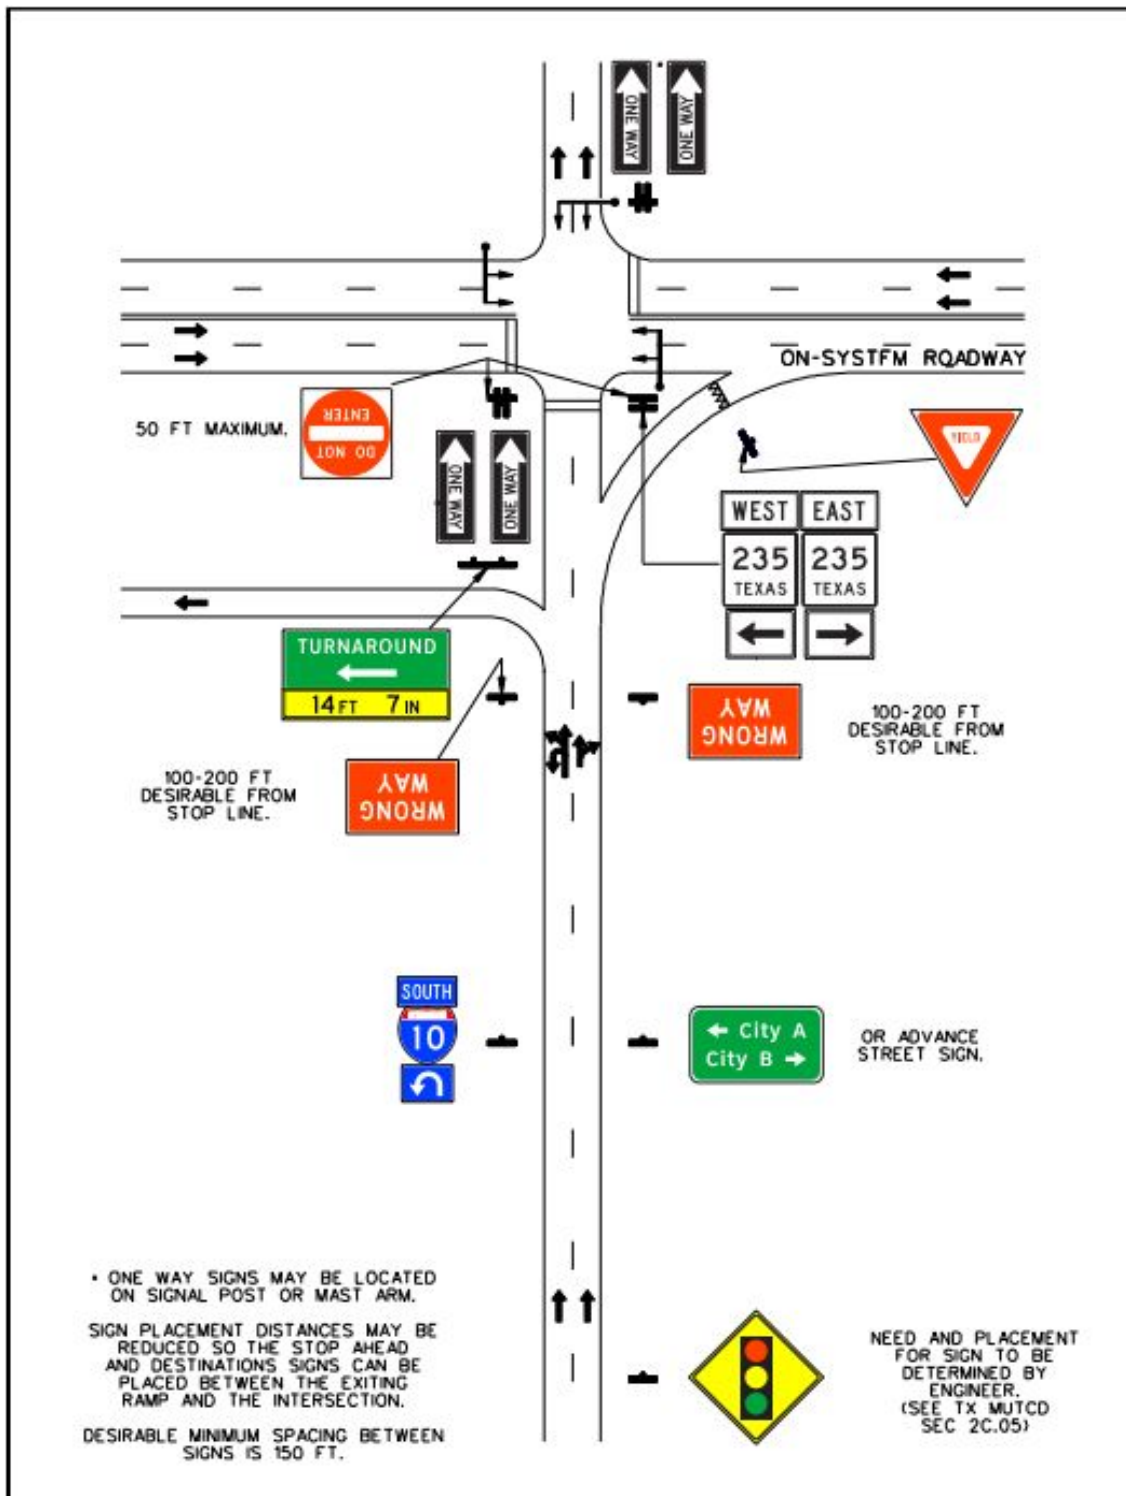 ONE WAY
ONE WAY
ON-SYSTEM ROADWAY
DO NOT
ENTER
50 FT MAXIMUM.
ONE WAY
ONE WAY
YIELD
WEST EAST
235 235
TEXAS TEXAS
TURNAROUND
14 FT 7 IN
WRONG
WAY
100-200 FT
DESIRABLE FROM
STOP LINE.
WRONG
WAY
100-200 FT
DESIRABLE FROM
STOP LINE.
SOUTH
10
← City A
City B →
OR ADVANCE
STREET SIGN.
• ONE WAY SIGNS MAY BE LOCATED
ON SIGNAL POST OR MAST ARM.
SIGN PLACEMENT DISTANCES MAY BE
REDUCED SO THE STOP AHEAD
AND DESTINATIONS SIGNS CAN BE
PLACED BETWEEN THE EXITING
RAMP AND THE INTERSECTION.
DESIRABLE MINIMUM SPACING BETWEEN
SIGNS IS 150 FT.
NEED AND PLACEMENT
FOR SIGN TO BE
DETERMINED BY
ENGINEER.
(SEE TX MUTCD
SEC 2C.05)